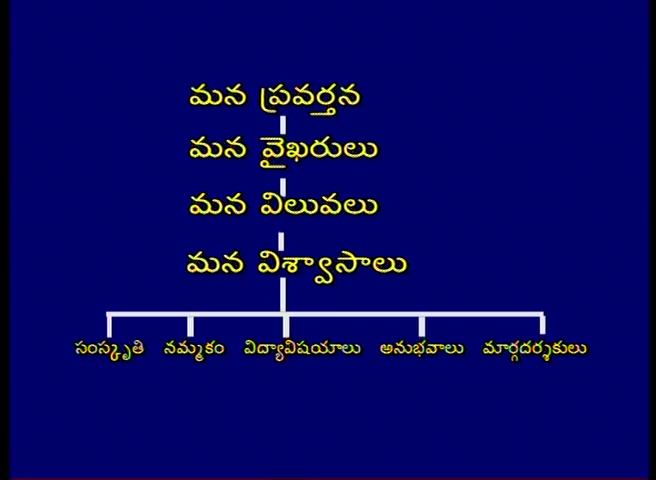 మన ప్రవర్తన
మన వైఖరులు
మన విలువలు
మన విశ్వాసాలు
సంస్కృతి నమ్మకం విద్యావిషయాలు అనుభవాలు మార్గదర్శకులు